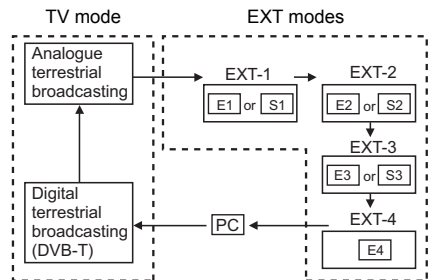 TV mode
EXT modes
Analogue
terrestrial
broadcasting
EXT-1
E1 or S1
EXT-2
E2 or S2
EXT-3
E3 or S3
EXT-4
E4
PC
Digital
terrestrial
broadcasting
(DVB-T)